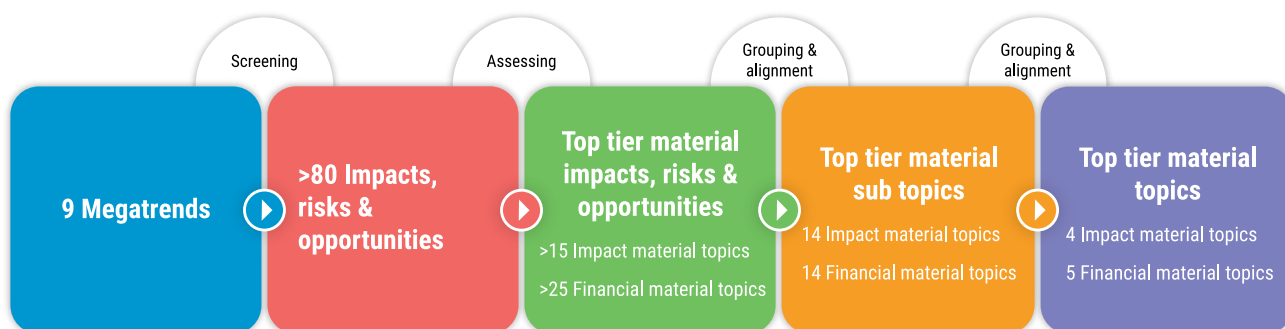 Screening
Assessing
Grouping &
alignment
Grouping &
alignment
9 Megatrends
>80 Impacts,
risks &
opportunities
Top tier material
impacts, risks &
opportunities
>15 Impact material topics
>25 Financial material topics
Top tier material
sub topics
14 Impact material topics
14 Financial material topics
Top tier material
topics
4 Impact material topics
5 Financial material topics